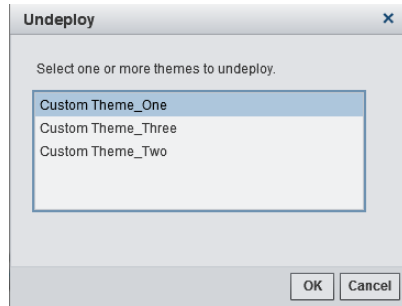 Undeploy
Select one or more themes to undeploy.
Custom Theme_One
Custom Theme_Three
Custom Theme_Two
OK Cancel